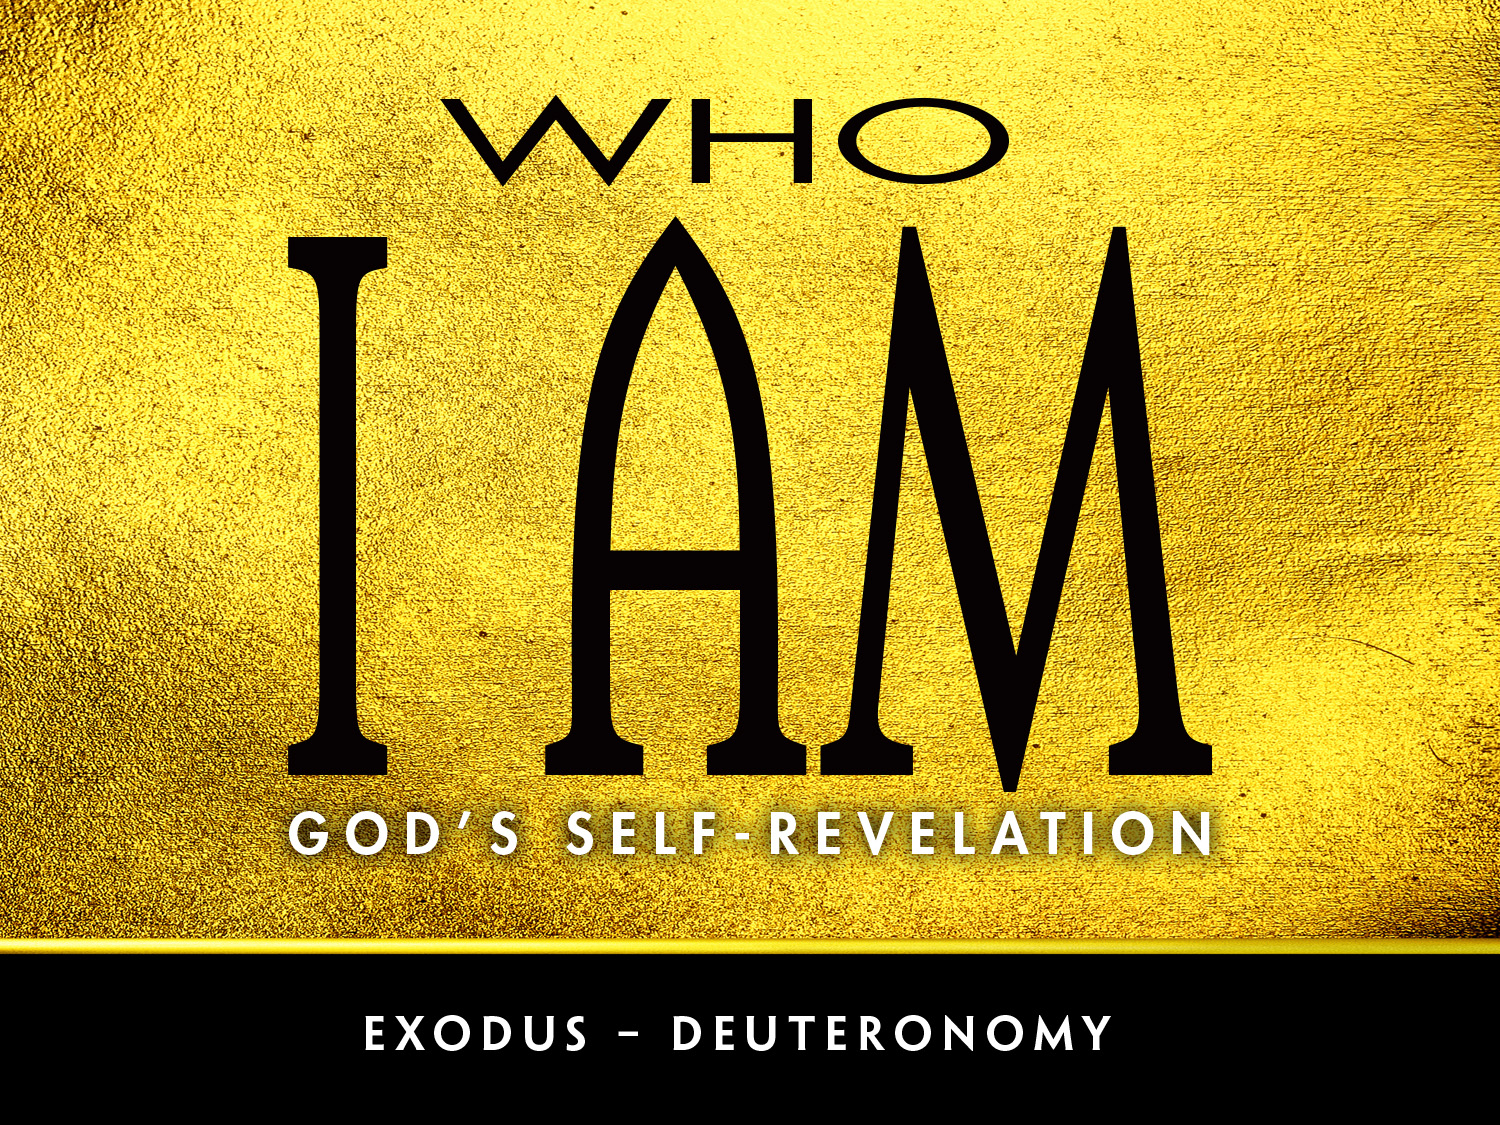 WHO
I AM
GOD’S SELF-REVELATION
EXODUS – DEUTERONOMY